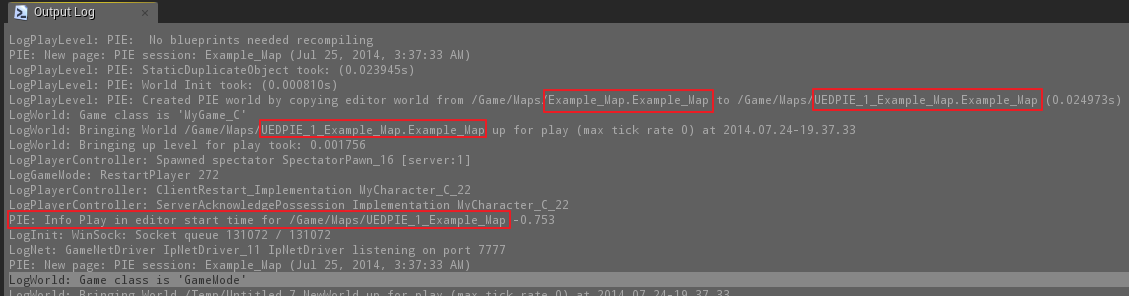 Output Log
LogPlayLevel: PIE:  No blueprints needed recompiling
PIE: New page: PIE session: Example_Map (Jul 25, 2014, 3:37:33 AM)
LogPlayLevel: PIE: StaticDuplicateObject took: (0.023945s)
LogPlayLevel: PIE: World Init took: (0.000810s)
LogPlayLevel: PIE: Created PIE world by copying editor world from /Game/Maps/Example_Map.Example_Map to /Game/Maps/UEDPIE_1_Example_Map.Example_Map (0.024973s)
LogWorld: Game class is 'MyGame_C'
LogWorld: Bringing World /Game/Maps/UEDPIE_1_Example_Map.Example_Map up for play (max tick rate 0) at 2014.07.24-19.37.33
LogWorld: Bringing up level for play took: 0.001756
LogPlayerController: Spawned spectator SpectatorPawn_16 [server:1]
LogGameMode: RestartPlayer 272
LogPlayerController: ClientRestart_Implementation MyCharacter_C_22
LogPlayerController: ServerAcknowledgePossession_Implementation MyCharacter_C_22
PIE: Info Play in editor start time for /Game/Maps/UEDPIE_1_Example_Map -0.753
LogInit: WinSock: Socket queue 131072 / 131072
LogNet: GameNetDriver IpNetDriver_11 IpNetDriver listening on port 7777
PIE: New page: PIE session: Example_Map (Jul 25, 2014, 3:37:33 AM)
LogWorld: Game class is 'GameMode'
LogWorld: Bringing World /Temp/Untitled_7.NewWorld up for play (max tick rate 0) at 2014.07.24-19.37.33